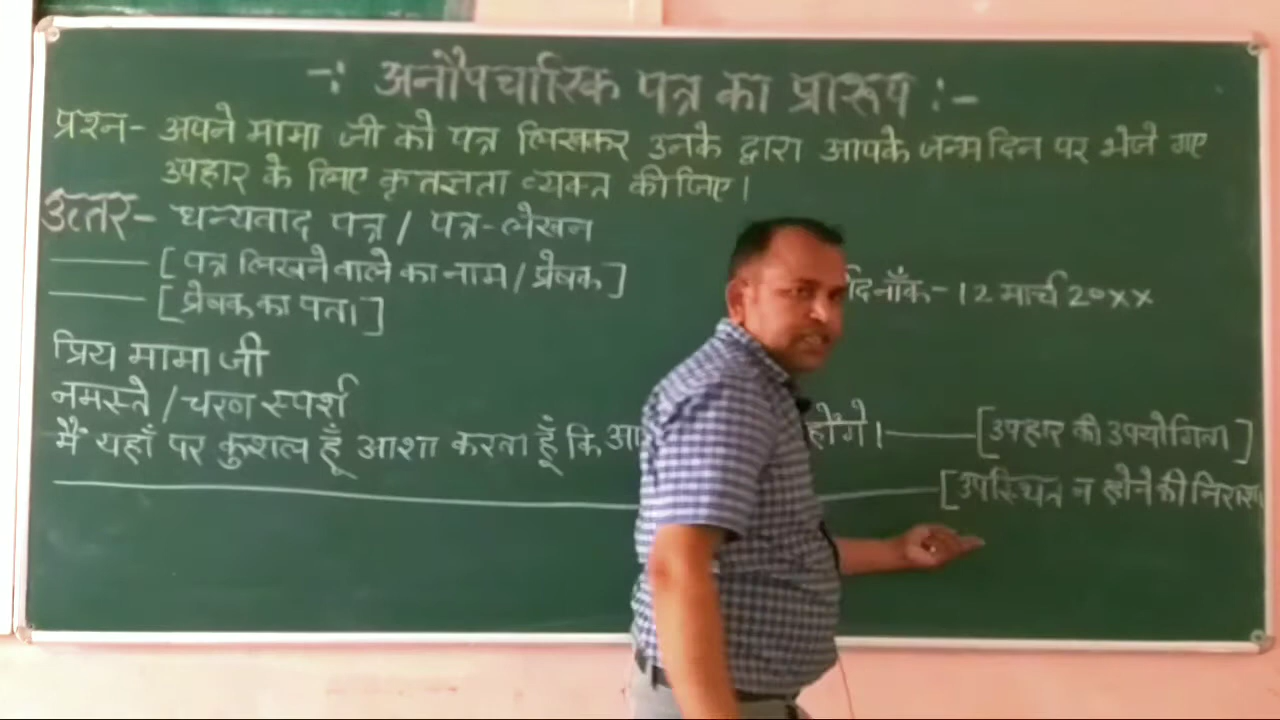 -: अनौपचारिक पत्र का प्रारूप :-
प्रश्न- अपने मामा जी को पत्र लिखकर उनके द्वारा आपके जन्मदिन पर भेजे गए
उपहार के लिए कृतज्ञता व्यक्त कीजिए।
उत्तर- धन्यवाद पत्र / पत्र-लेखन
[पत्र लिखने वाले का नाम / प्रेषक]
दिनाँक- 12 मार्च 20xx
[प्रेषक का पता]
प्रिय मामा जी
नमस्ते / चरण स्पर्श
मैं यहाँ पर कुशल हूँ आशा करता हूँ कि होंगे। [उपहार की उपयोगिता]
[उपस्थित न होने की निराशा